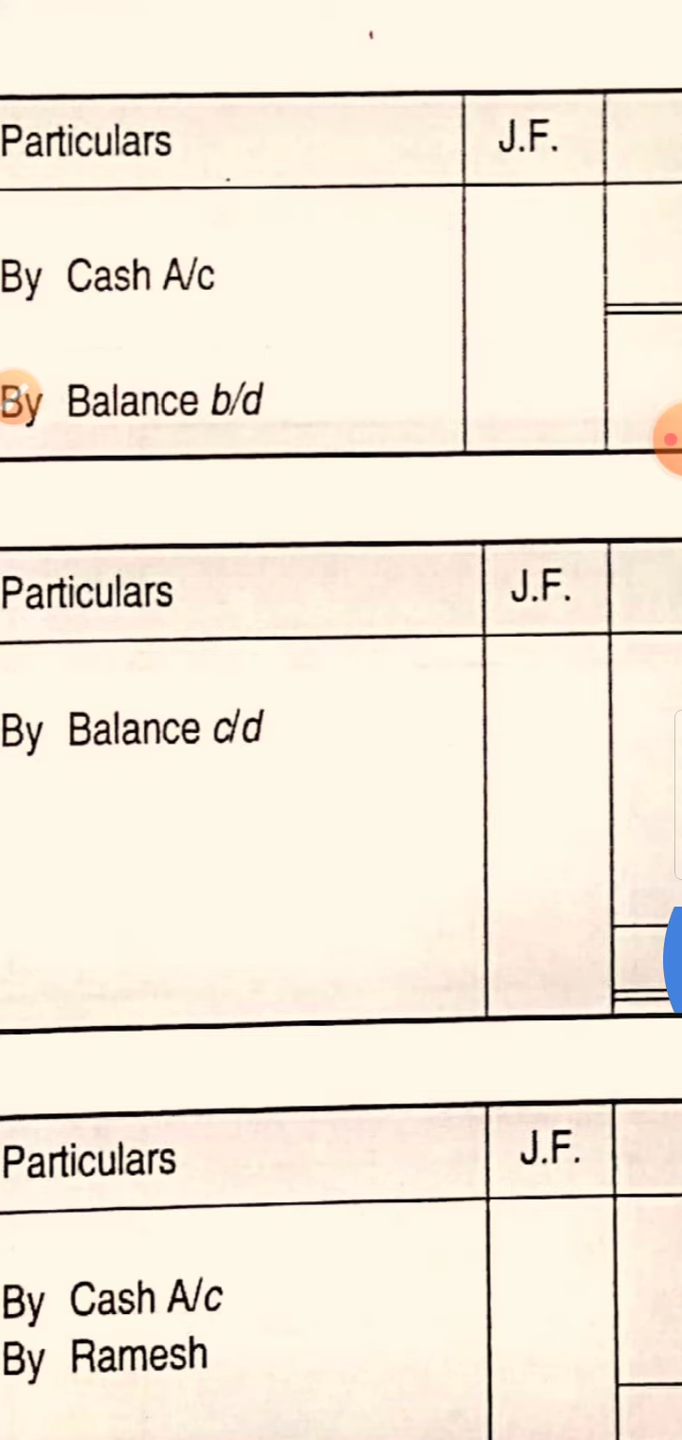 Particulars J.F.
By Cash A/c
By Balance b/d
Particulars J.F.
By Balance c/d
Particulars J.F.
By Cash A/c
By Ramesh